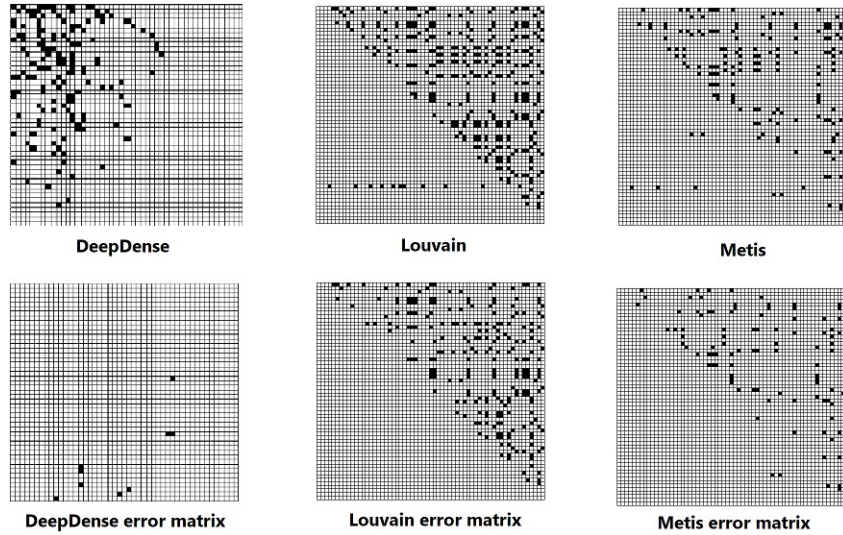 DeepDense
Louvain
Metis
DeepDense error matrix
Louvain error matrix
Metis error matrix